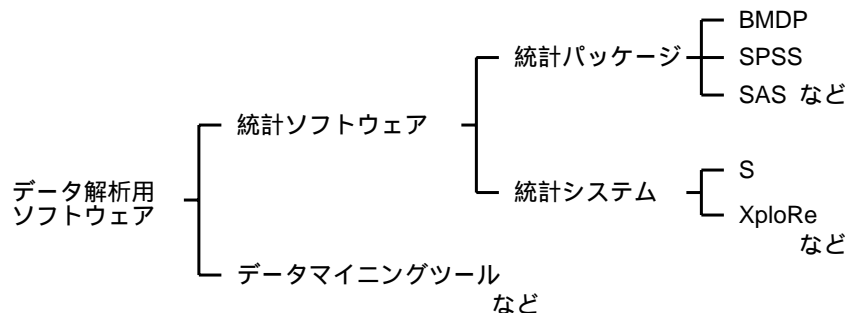 データ解析用
ソフトウェア
統計ソフトウェア
統計パッケージ
BMDP
SPSS
SAS など
統計システム
S
XploRe
など
データマイニングツール
など